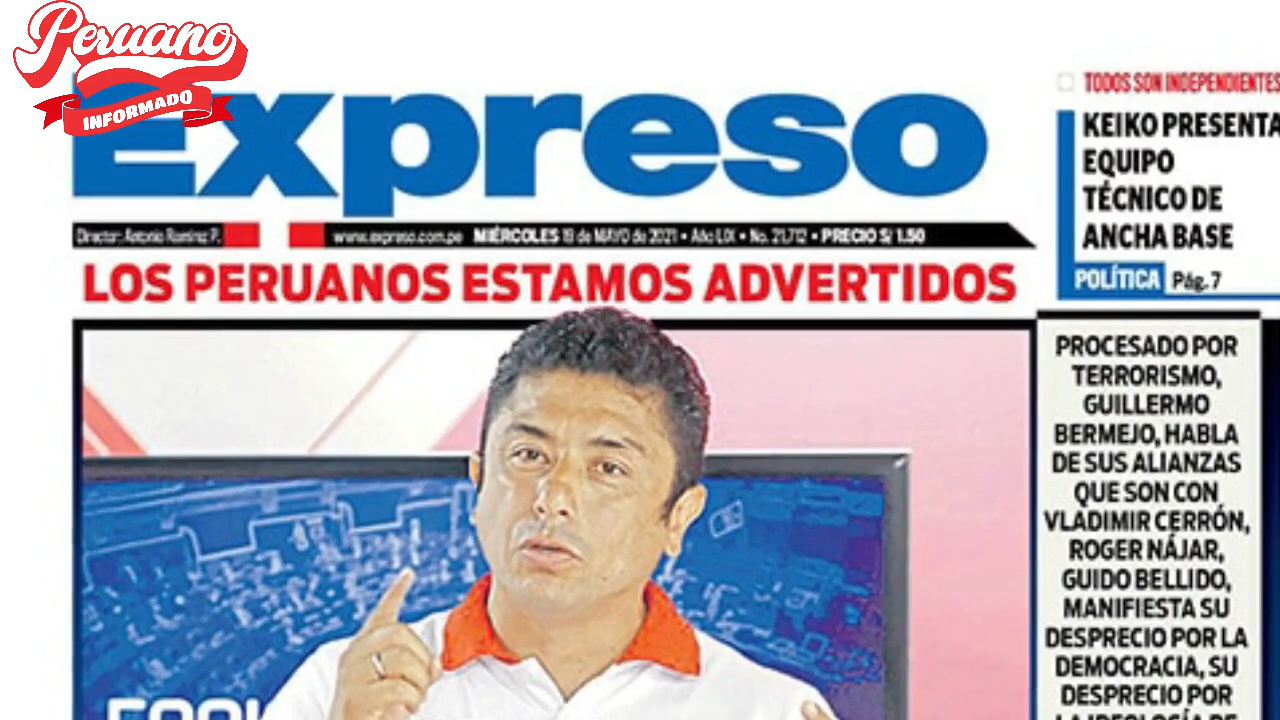 Peruano
INFORMADO
Expreso
Director: Antonio Ramírez P. www.expreso.com.pe MIÉRCOLES 19 de MAYO de 2021 • Año LIX • No. 21,712 • PRECIO S/ 1.50
LOS PERUANOS ESTAMOS ADVERTIDOS
TODOS SON INDEPENDIENTES
KEIKO PRESENTA
EQUIPO
TÉCNICO DE
ANCHA BASE
POLÍTICA Pág. 7
PROCESADO POR
TERRORISMO,
GUILLERMO
BERMEJO, HABLA
DE SUS ALIANZAS
QUE SON CON
VLADIMIR CERRÓN,
ROGER NÁJAR,
GUIDO BELLIDO,
MANIFIESTA SU
DESPRECIO POR LA
DEMOCRACIA, SU
DESPRECIO POR
LA IDEOLOGÍA DE